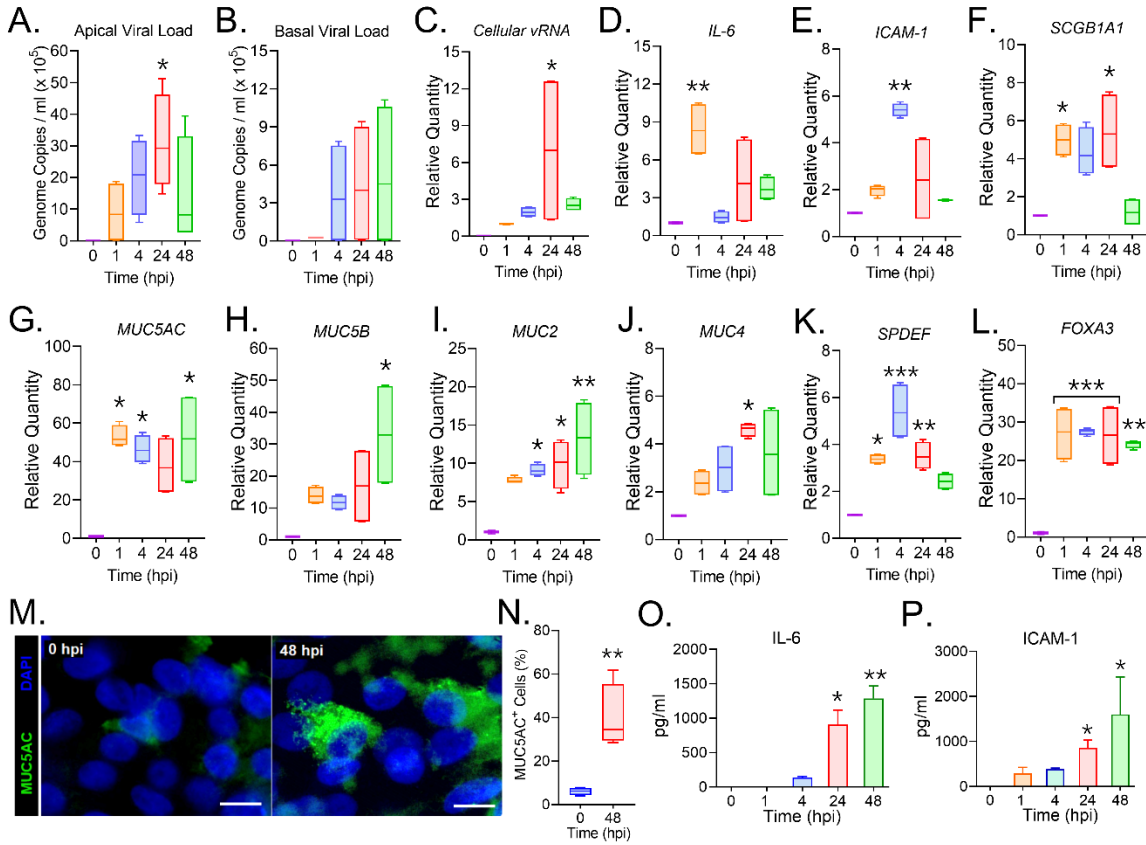 A.
Apical Viral Load
Genome Copies / ml (x 10⁵)
60
50
40
30
20
10
0
*
0 1 4 24 48
Time (hpi)
B.
Basal Viral Load
Genome Copies / ml (x 10⁵)
15
12
9
6
3
0
0 1 4 24 48
Time (hpi)
C.
Cellular vRNA
Relative Quantity
15
12
9
6
3
0
*
0 1 4 24 48
Time (hpi)
D.
IL-6
Relative Quantity
15
10
5
0
**
0 1 4 24 48
Time (hpi)
E.
ICAM-1
Relative Quantity
8
6
4
2
0
**
0 1 4 24 48
Time (hpi)
F.
SCGB1A1
Relative Quantity
10
8
6
4
2
0
* *
0 1 4 24 48
Time (hpi)
G.
MUC5AC
Relative Quantity
100
80
60
40
20
0
* * *
0 1 4 24 48
Time (hpi)
H.
MUC5B
Relative Quantity
60
50
40
30
20
10
0
*
0 1 4 24 48
Time (hpi)
I.
MUC2
Relative Quantity
25
20
15
10
5
0
* * **
0 1 4 24 48
Time (hpi)
J.
MUC4
Relative Quantity
8
6
4
2
0
*
0 1 4 24 48
Time (hpi)
K.
SPDEF
Relative Quantity
8
6
4
2
0
* *** **
0 1 4 24 48
Time (hpi)
L.
FOXA3
Relative Quantity
50
40
30
20
10
0
*** **
0 1 4 24 48
Time (hpi)
M.
MUC5AC DAPI
0 hpi
48 hpi
N.
MUC5AC⁺ Cells (%)
80
60
40
20
0
**
0 48
Time (hpi)
O.
IL-6
pg/ml
2000
1500
1000
500
0
* **
0 1 4 24 48
Time (hpi)
P.
ICAM-1
pg/ml
3000
2000
1000
0
* *
0 1 4 24 48
Time (hpi)